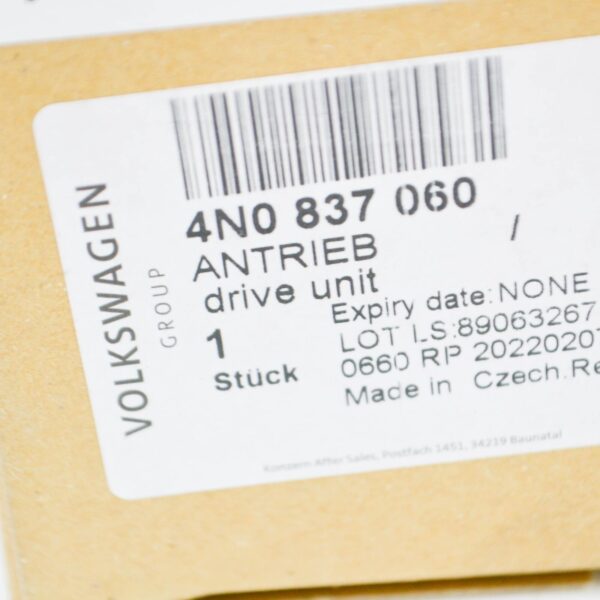 VOLKSWAGEN
GROUP
4N0 837 060
/
ANTRIEB
drive unit
1
Stück
Expiry date: NONE
LOT LS:89063267
0660 RP 2022020
Made in Czech.Re
Konzern After Sales, Postfach 1451, 34219 Baunatal